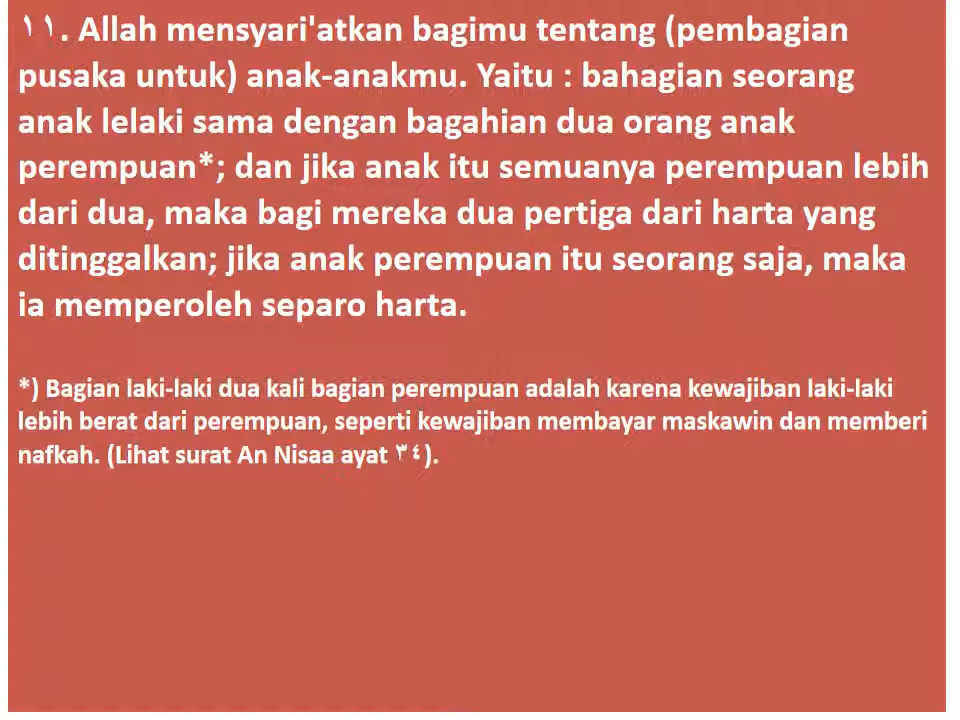 ١١. Allah mensyari'atkan bagimu tentang (pembagian
pusaka untuk) anak-anakmu. Yaitu : bahagian seorang
anak lelaki sama dengan bagahian dua orang anak
perempuan*; dan jika anak itu semuanya perempuan lebih
dari dua, maka bagi mereka dua pertiga dari harta yang
ditinggalkan; jika anak perempuan itu seorang saja, maka
ia memperoleh separo harta.
*) Bagian laki-laki dua kali bagian perempuan adalah karena kewajiban laki-laki
lebih berat dari perempuan, seperti kewajiban membayar maskawin dan memberi
nafkah. (Lihat surat An Nisaa ayat ٣٤).